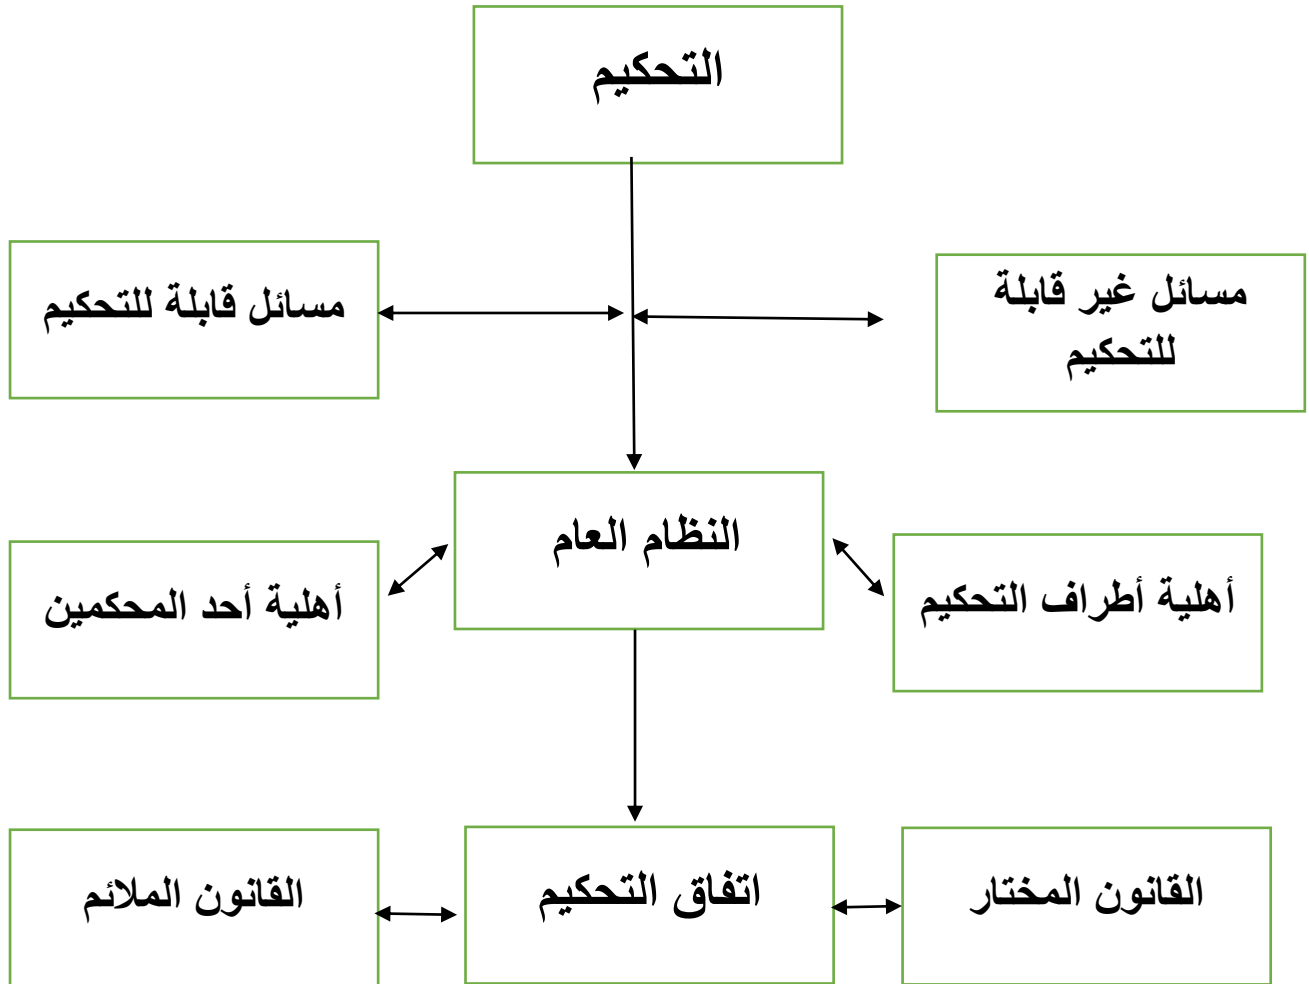 التحكيم
مسائل غير قابلة
للتحكيم
مسائل قابلة للتحكيم
النظام العام
أهلية أطراف التحكيم
أهلية أحد المحكمين
القانون المختار
اتفاق التحكيم
القانون الملائم